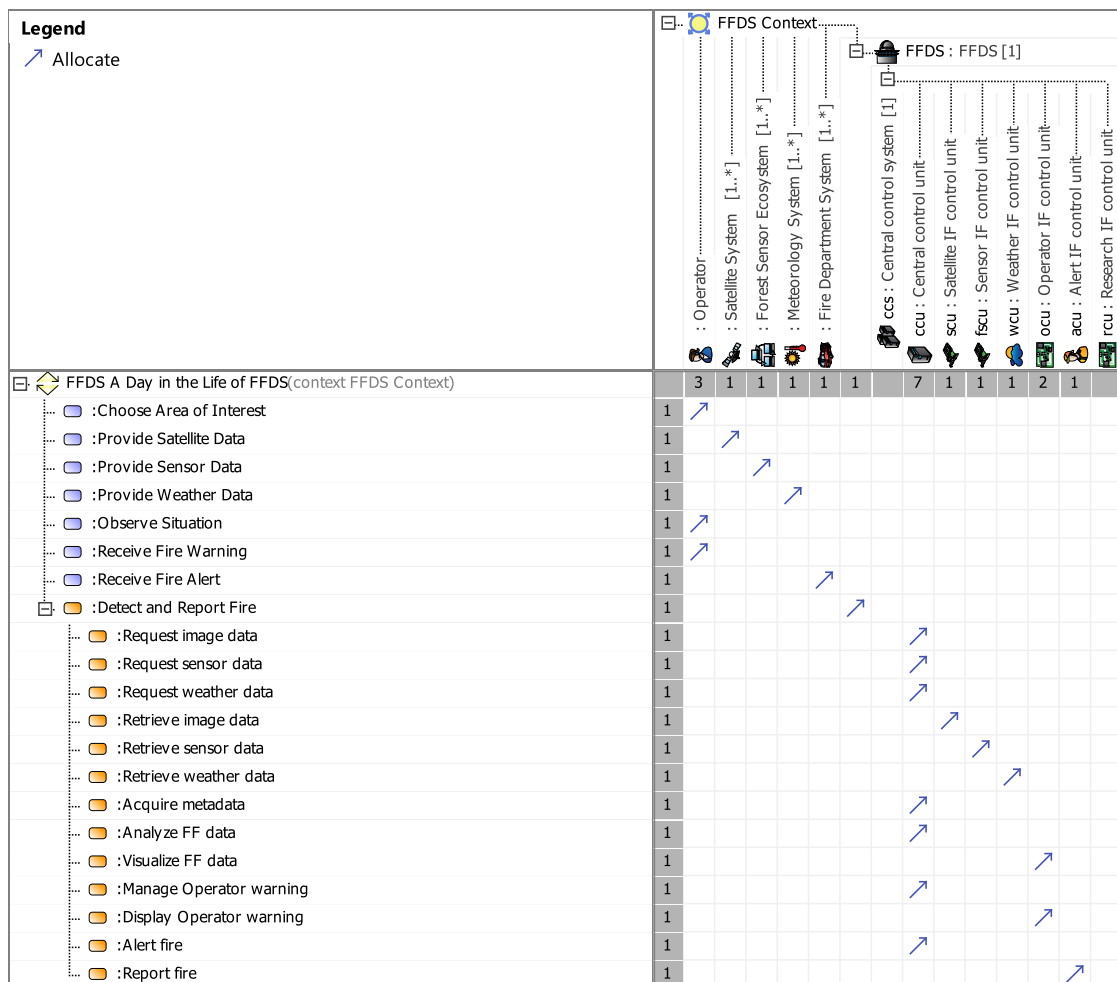 Legend
Allocate
FFDS Context
FFDS : FFDS [1]
: Operator
: Satellite System [1..*]
: Forest Sensor Ecosystem [1..*]
: Meteorology System [1..*]
: Fire Department System [1..*]
ccs : Central control system [1]
ccu : Central control unit
scu : Satellite IF control unit
fscu : Sensor IF control unit
wcu : Weather IF control unit
ocu : Operator IF control unit
acu : Alert IF control unit
rcu : Research IF control unit
FFDS A Day in the Life of FFDS(context FFDS Context) 3 1 1 1 1 1 7 1 1 1 2 1
:Choose Area of Interest 1
:Provide Satellite Data 1
:Provide Sensor Data 1
:Provide Weather Data 1
:Observe Situation 1
:Receive Fire Warning 1
:Receive Fire Alert 1
:Detect and Report Fire 1
:Request image data 1
:Request sensor data 1
:Request weather data 1
:Retrieve image data 1
:Retrieve sensor data 1
:Retrieve weather data 1
:Acquire metadata 1
:Analyze FF data 1
:Visualize FF data 1
:Manage Operator warning 1
:Display Operator warning 1
:Alert fire 1
:Report fire 1